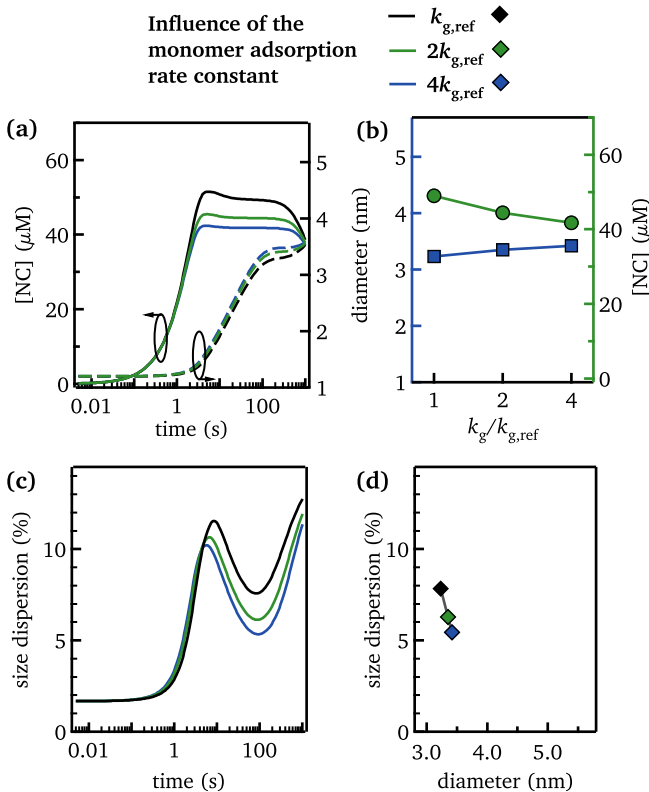 Influence of the
monomer adsorption
rate constant
k_g,ref
2k_g,ref
4k_g,ref
(a)
[NC] (μM)
60
40
20
0
5
4
3
2
1
0.01 1 100
time (s)
(b)
diameter (nm)
5
4
3
2
1
60
40
20
0
[NC] (μM)
1 2 4
k_g/k_g,ref
(c)
size dispersion (%)
10
5
0
0.01 1 100
time (s)
(d)
size dispersion (%)
10
5
0
3.0 4.0 5.0
diameter (nm)